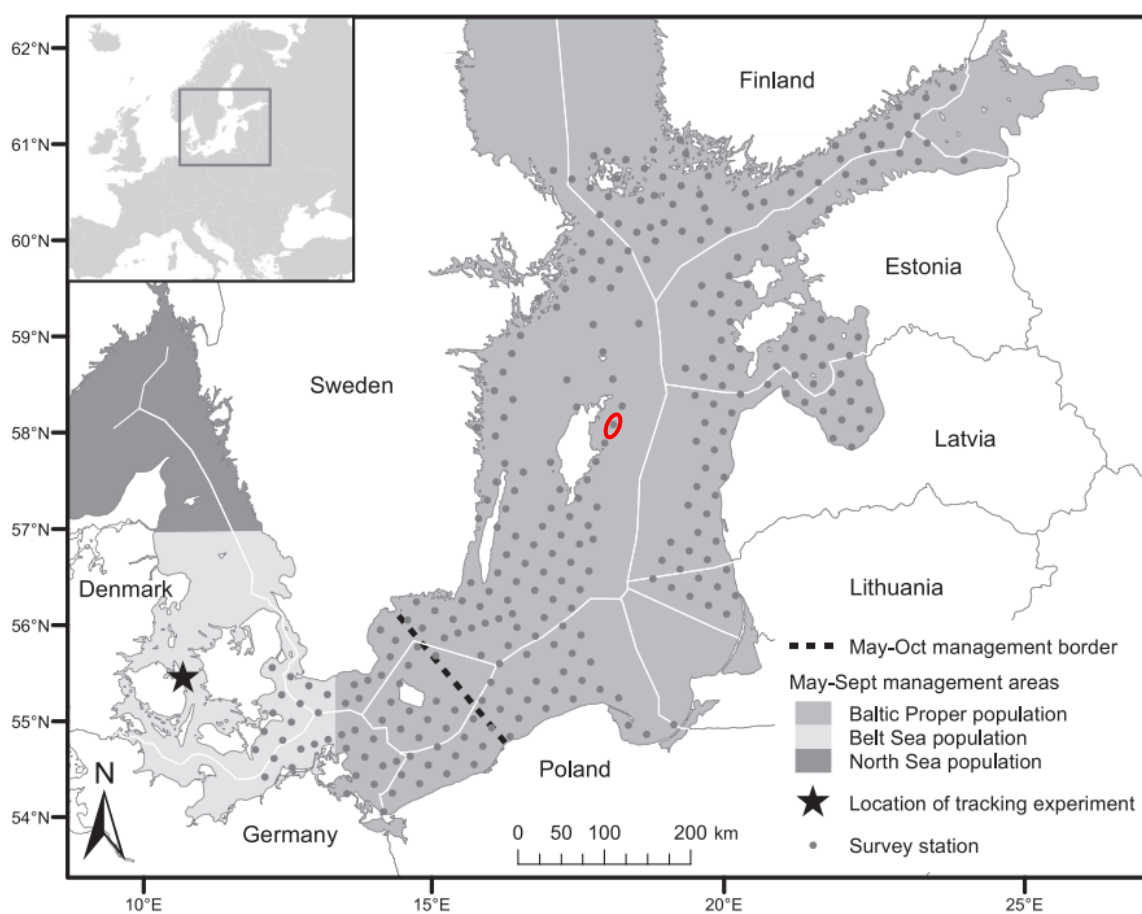 62°N
61°N
60°N
59°N
58°N
57°N
56°N
55°N
54°N
Finland
Estonia
Sweden
Latvia
Denmark
Lithuania
May-Oct management border
May-Sept management areas
Baltic Proper population
Belt Sea population
North Sea population
N
Poland
Location of tracking experiment
Germany
0 50 100 200 km
Survey station
10°E 15°E 20°E 25°E